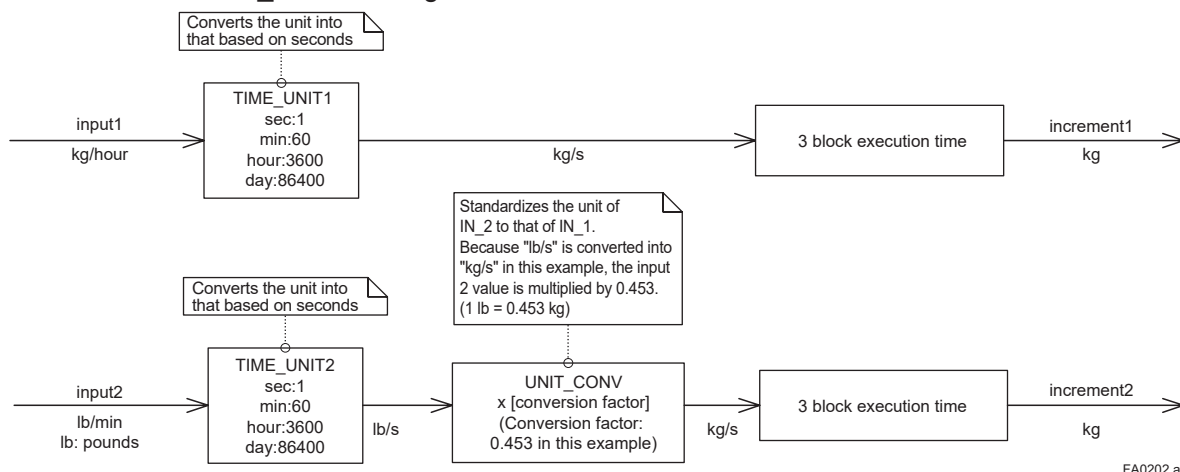 Converts the unit into
that based on seconds
TIME_UNIT1
sec:1
min:60
hour:3600
day:86400
input1
kg/hour
kg/s
3 block execution time
increment1
kg
Standardizes the unit of
IN_2 to that of IN_1.
Because "lb/s" is converted into
"kg/s" in this example, the input
2 value is multiplied by 0.453.
(1 lb = 0.453 kg)
Converts the unit into
that based on seconds
TIME_UNIT2
sec:1
min:60
hour:3600
day:86400
input2
lb/min
lb: pounds
lb/s
UNIT_CONV
x [conversion factor]
(Conversion factor:
0.453 in this example)
kg/s
3 block execution time
increment2
kg